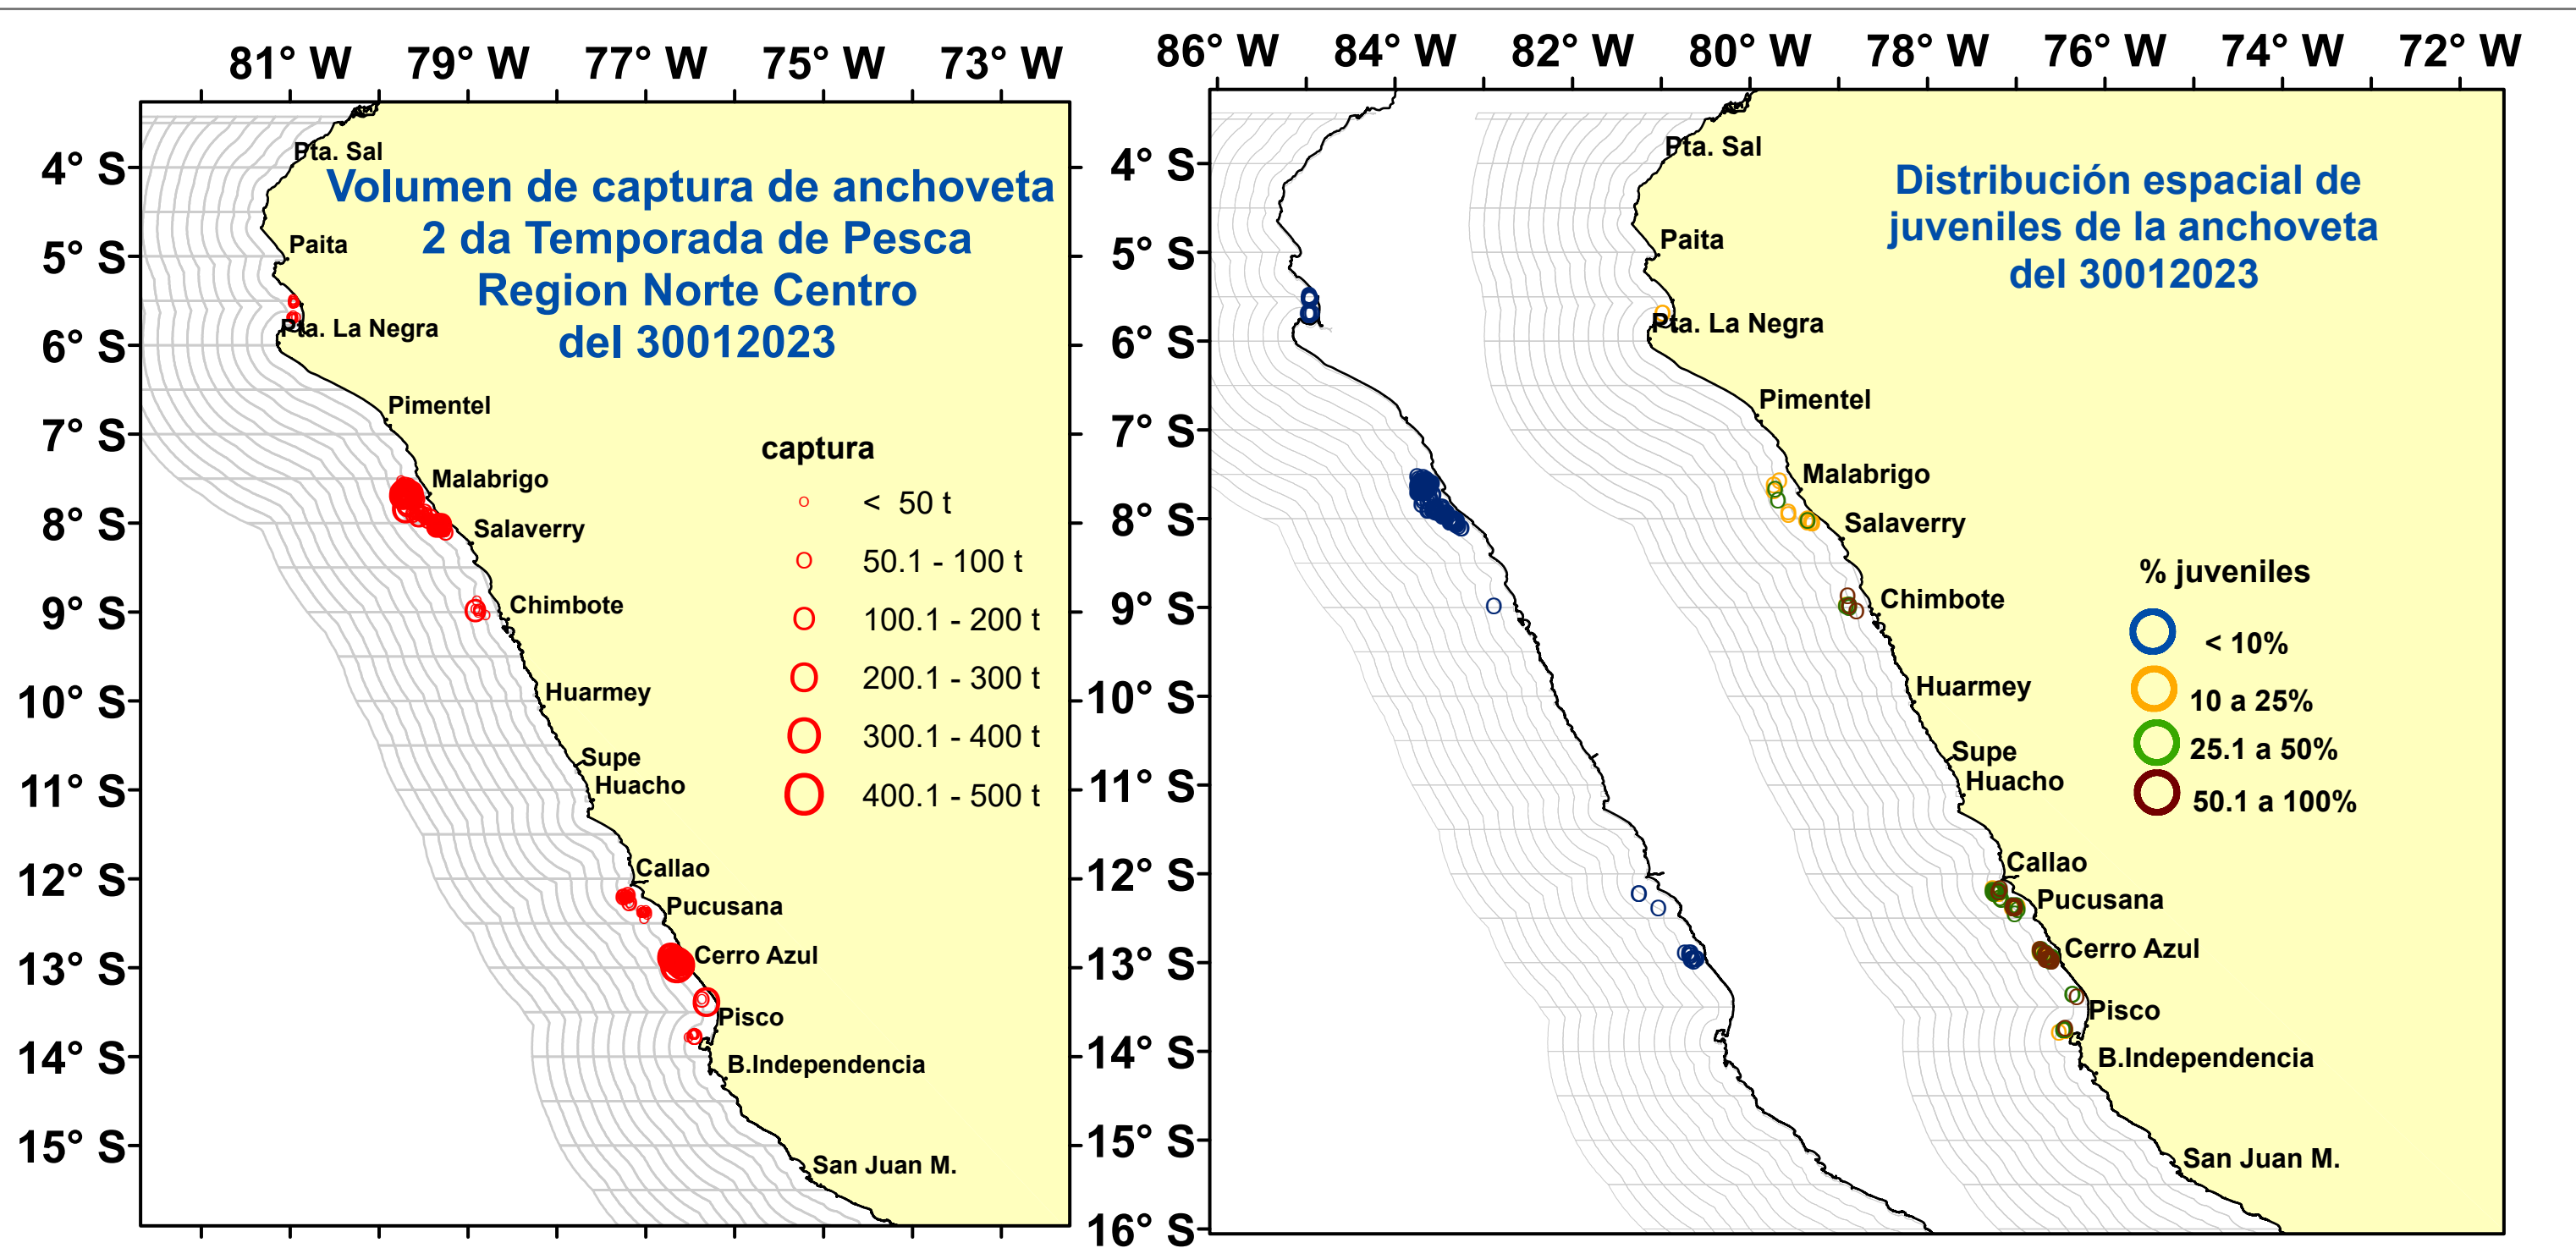 81° W 79° W 77° W 75° W 73° W
4° S
5° S
6° S
7° S
8° S
9° S
10° S
11° S
12° S
13° S
14° S
15° S
Volumen de captura de anchoveta
2 da Temporada de Pesca
Region Norte Centro
del 30012023
Pta. Sal
Paita
Pta. La Negra
Pimentel
Malabrigo
Salaverry
Chimbote
Huarmey
Supe
Huacho
Callao
Pucusana
Cerro Azul
Pisco
B.Independencia
San Juan M.
captura
< 50 t
50.1 - 100 t
100.1 - 200 t
200.1 - 300 t
300.1 - 400 t
400.1 - 500 t
86° W 84° W 82° W 80° W 78° W 76° W 74° W 72° W
4° S
5° S
6° S
7° S
8° S
9° S
10° S
11° S
12° S
13° S
14° S
15° S
16° S
Distribución espacial de
juveniles de la anchoveta
del 30012023
Pta. Sal
Paita
Pta. La Negra
Pimentel
Malabrigo
Salaverry
Chimbote
Huarmey
Supe
Huacho
Callao
Pucusana
Cerro Azul
Pisco
B.Independencia
San Juan M.
% juveniles
< 10%
10 a 25%
25.1 a 50%
50.1 a 100%